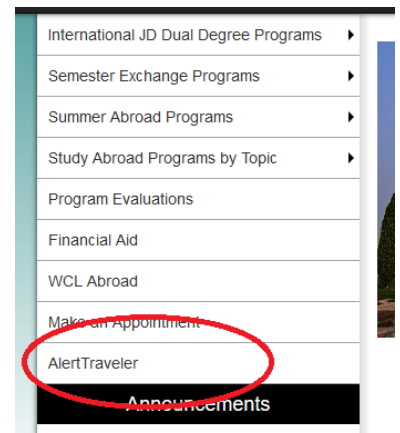 International JD Dual Degree Programs
Semester Exchange Programs
Summer Abroad Programs
Study Abroad Programs by Topic
Program Evaluations
Financial Aid
WCL Abroad
Make an Appointment
AlertTraveler
Announcements